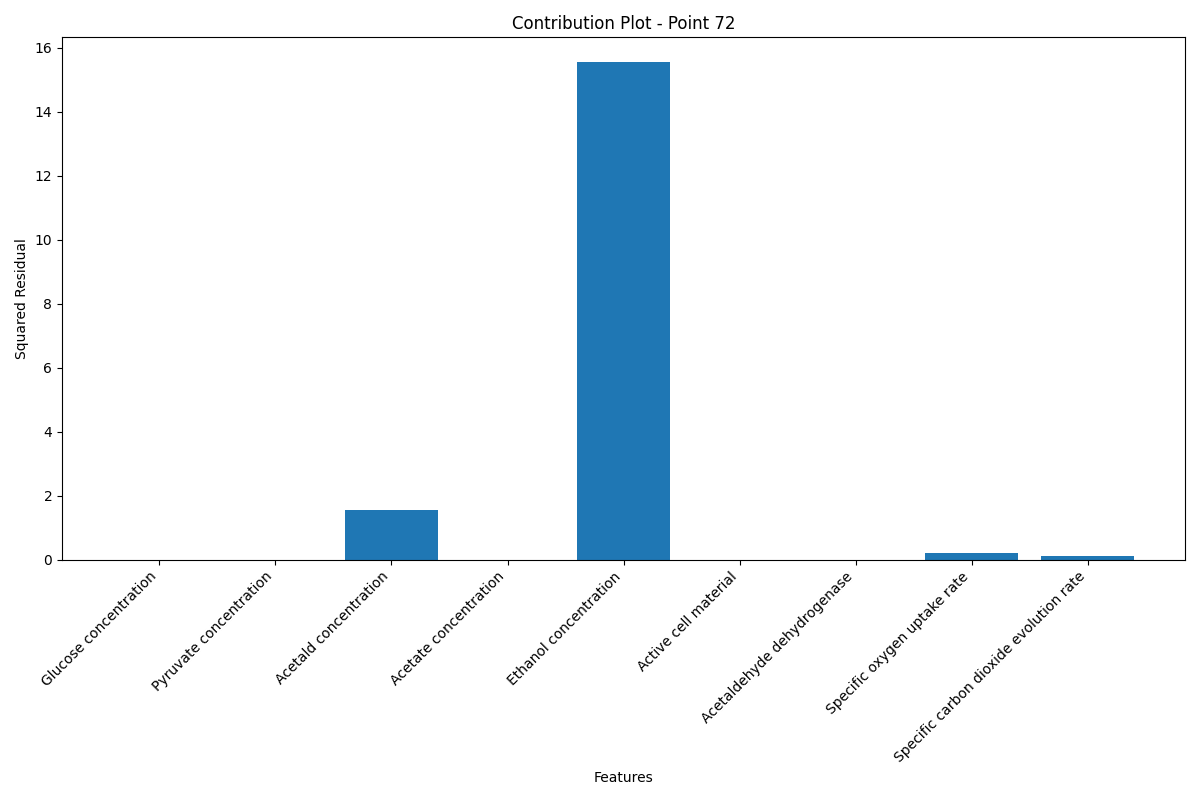 Contribution Plot - Point 72
16
14
12
10
8
6
4
2
0
Squared Residual
Glucose concentration
Pyruvate concentration
Acetald concentration
Acetate concentration
Ethanol concentration
Active cell material
Acetaldehyde dehydrogenase
Specific oxygen uptake rate
Specific carbon dioxide evolution rate
Features